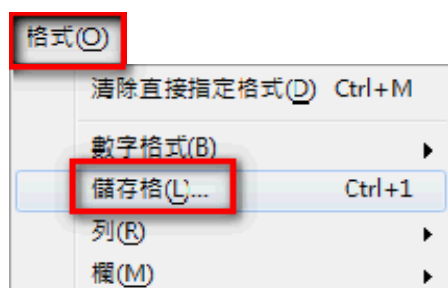 格式(O)
清除直接指定格式(D) Ctrl+M
數字格式(B)
儲存格(L)... Ctrl+1
列(R)
欄(M)